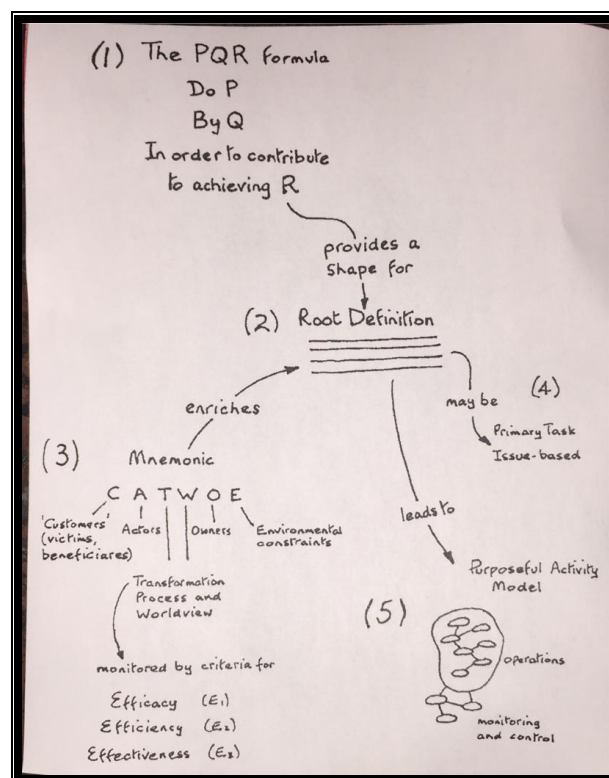 (1) The PQR formula
Do P
By Q
In order to contribute
to achieving R
provides a
shape for
(2) Root Definition
enriches
may be
(4)
Primary Task
Issue-based
(3)
Mnemonic
C A T W O E
'Customers'
(victims,
beneficiares)
Actors
Owners
Environmental
constraints
Transformation
Process and
Worldview
monitored by criteria for
Efficacy (E1)
Efficiency (E2)
Effectiveness (E3)
leads to
Purposeful Activity
Model
(5)
operations
monitoring
and control